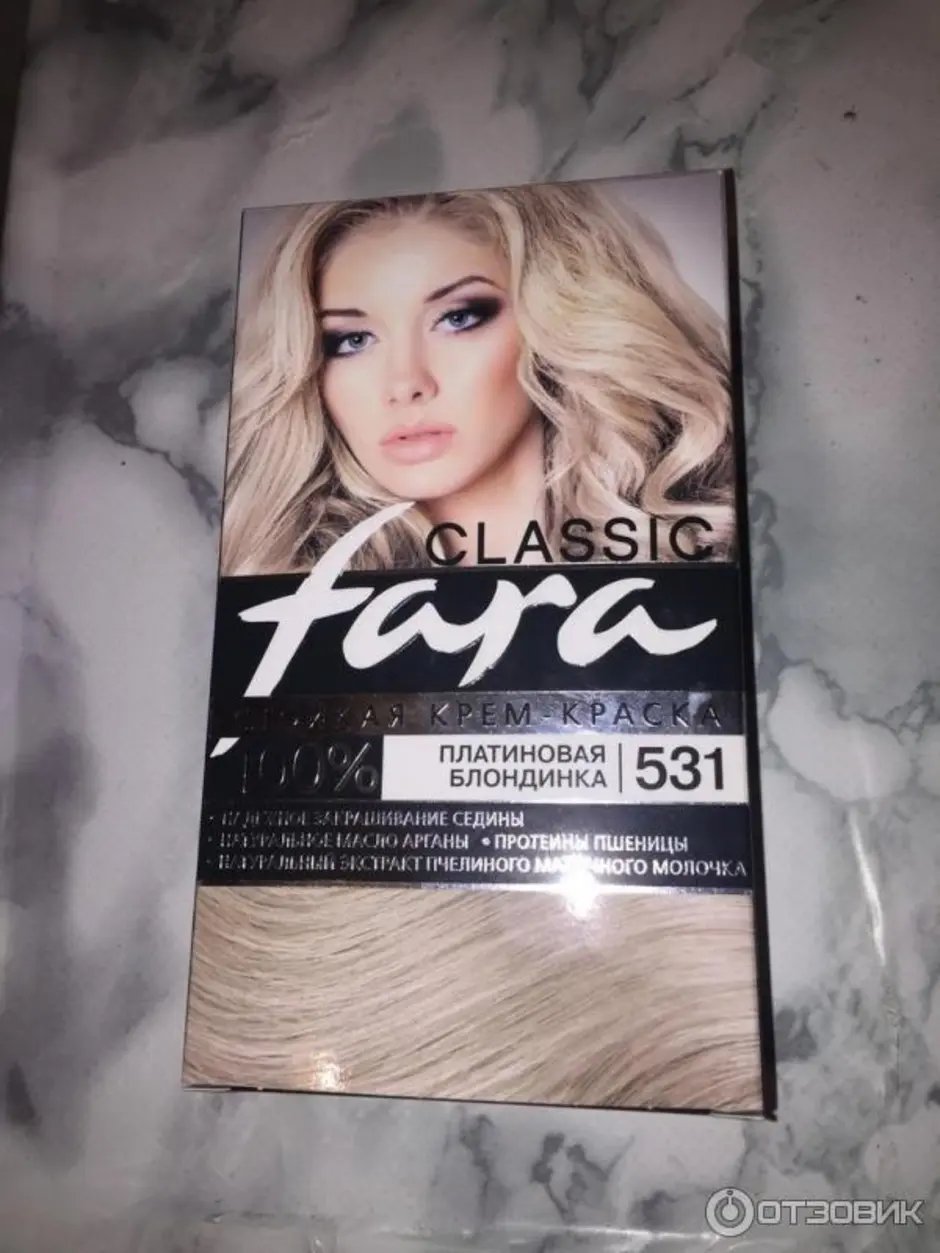 CLASSIC
fara
СТОЙКАЯ КРЕМ-КРАСКА
100%
ПЛАТИНОВАЯ
БЛОНДИНКА
531
• НАДЕЖНОЕ ЗАКРАШИВАНИЕ СЕДИНЫ
• НАТУРАЛЬНОЕ МАСЛО АРГАНЫ • ПРОТЕИНЫ ПШЕНИЦЫ
• НАТУРАЛЬНЫЙ ЭКСТРАКТ ПЧЕЛИНОГО МАТОЧНОГО МОЛОЧКА
ОТЗОВИК